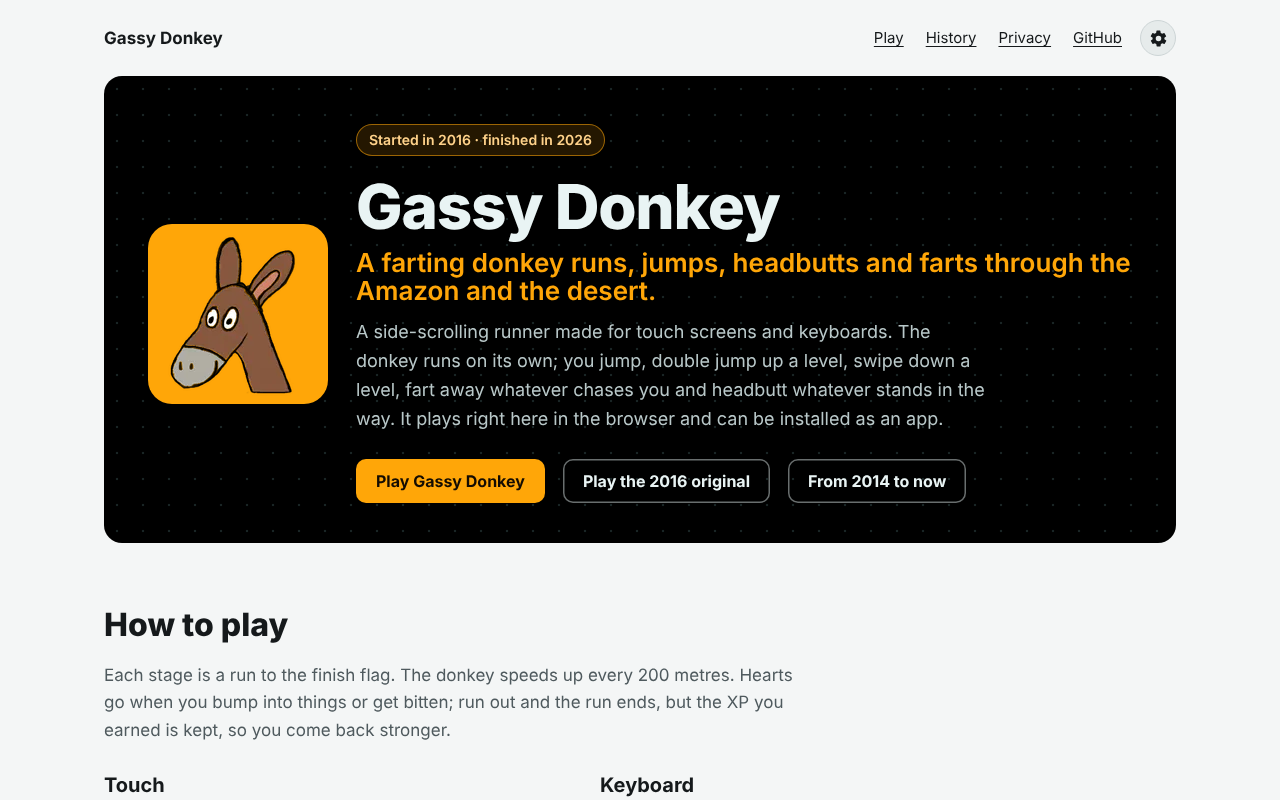 Gassy Donkey
Play
History
Privacy
GitHub
Started in 2016 · finished in 2026
Gassy Donkey
A farting donkey runs, jumps, headbutts and farts through the
Amazon and the desert.
A side-scrolling runner made for touch screens and keyboards. The
donkey runs on its own; you jump, double jump up a level, swipe down a
level, fart away whatever chases you and headbutt whatever stands in the
way. It plays right here in the browser and can be installed as an app.
Play Gassy Donkey
Play the 2016 original
From 2014 to now
How to play
Each stage is a run to the finish flag. The donkey speeds up every 200 metres. Hearts
go when you bump into things or get bitten; run out and the run ends, but the XP you
earned is kept, so you come back stronger.
Touch
Keyboard